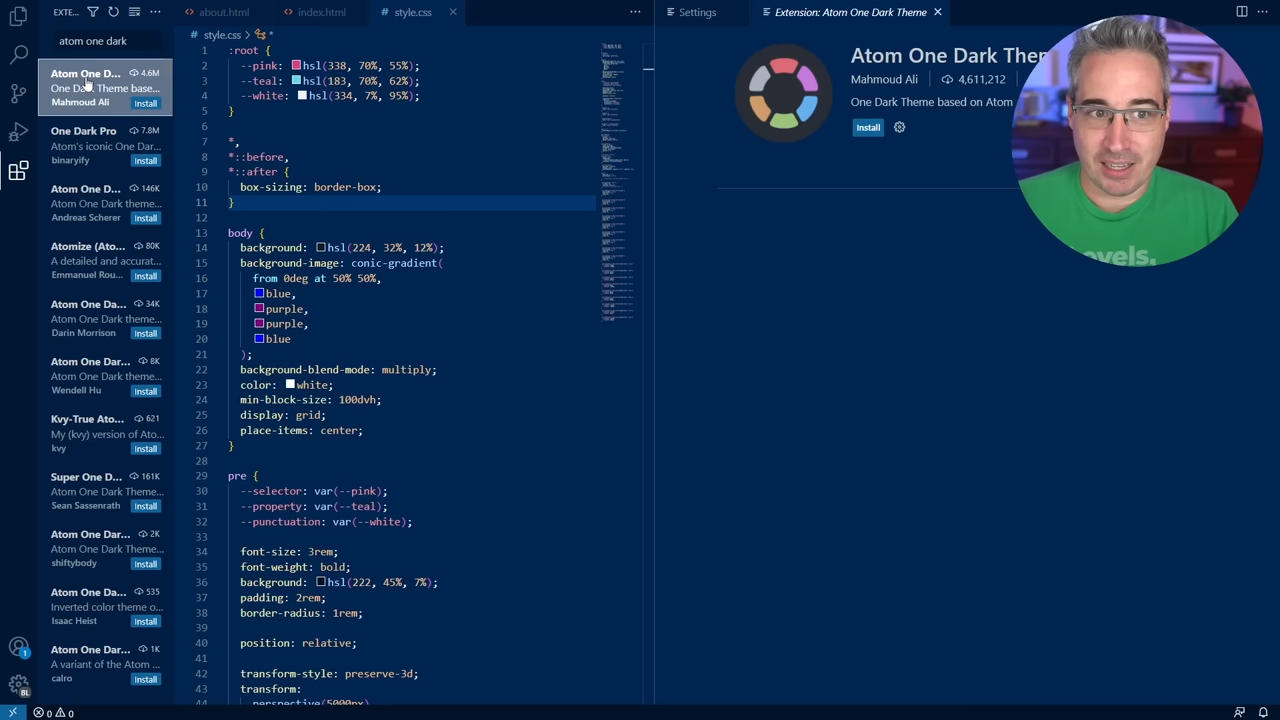 EXTE...
about.html
index.html
style.css
Settings
Extension: Atom One Dark Theme
atom one dark
style.css
Atom One D... 4.6M
One Dark Theme base...
Mahmoud Ali Install
One Dark Pro 7.8M
Atom's iconic One Dar...
binaryify Install
Atom One D... 146K
Atom One Dark theme...
Andreas Scherer Install
Atomize (Ato... 80K
A detailed and accurat...
Emmanuel Rou... Install
Atom One Da... 34K
Atom One Dark theme...
Darin Morrison Install
Atom One Dar... 8K
Atom One Dark theme...
Wendell Hu Install
Kvy-True Ato... 621
My (kvy) version of Ato...
kvy Install
Super One D... 161K
Atom One Dark Theme...
Sean Sassenrath Install
Atom One Dar... 2K
Atom One Dark Theme...
shiftybody Install
Atom One Da... 535
Inverted color theme o...
Isaac Heist Install
Atom One Dar... 1K
A variant of the Atom ...
calro Install
1 :root {
2 --pink: hsl(338, 70%, 55%);
3 --teal: hsl(183, 70%, 62%);
4 --white: hsl(334, 7%, 95%);
5 }
6
7 *,
8 *::before,
9 *::after {
10 box-sizing: border-box;
11 }
12
13 body {
14 background: hsl(224, 32%, 12%);
15 background-image: conic-gradient(
16 from 0deg at 50% 50%,
17 blue,
18 purple,
19 purple,
20 blue
21 );
22 background-blend-mode: multiply;
23 color: white;
24 min-block-size: 100dvh;
25 display: grid;
26 place-items: center;
27 }
28
29 pre {
30 --selector: var(--pink);
31 --property: var(--teal);
32 --punctuation: var(--white);
33
34 font-size: 3rem;
35 font-weight: bold;
36 background: hsl(222, 45%, 7%);
37 padding: 2rem;
38 border-radius: 1rem;
39
40 position: relative;
41
42 transform-style: preserve-3d;
43 transform:
44 perspective(5000px)
Atom One Dark The
Mahmoud Ali 4,611,212
One Dark Theme based on Atom
Install
evels.
1
BL
0 0